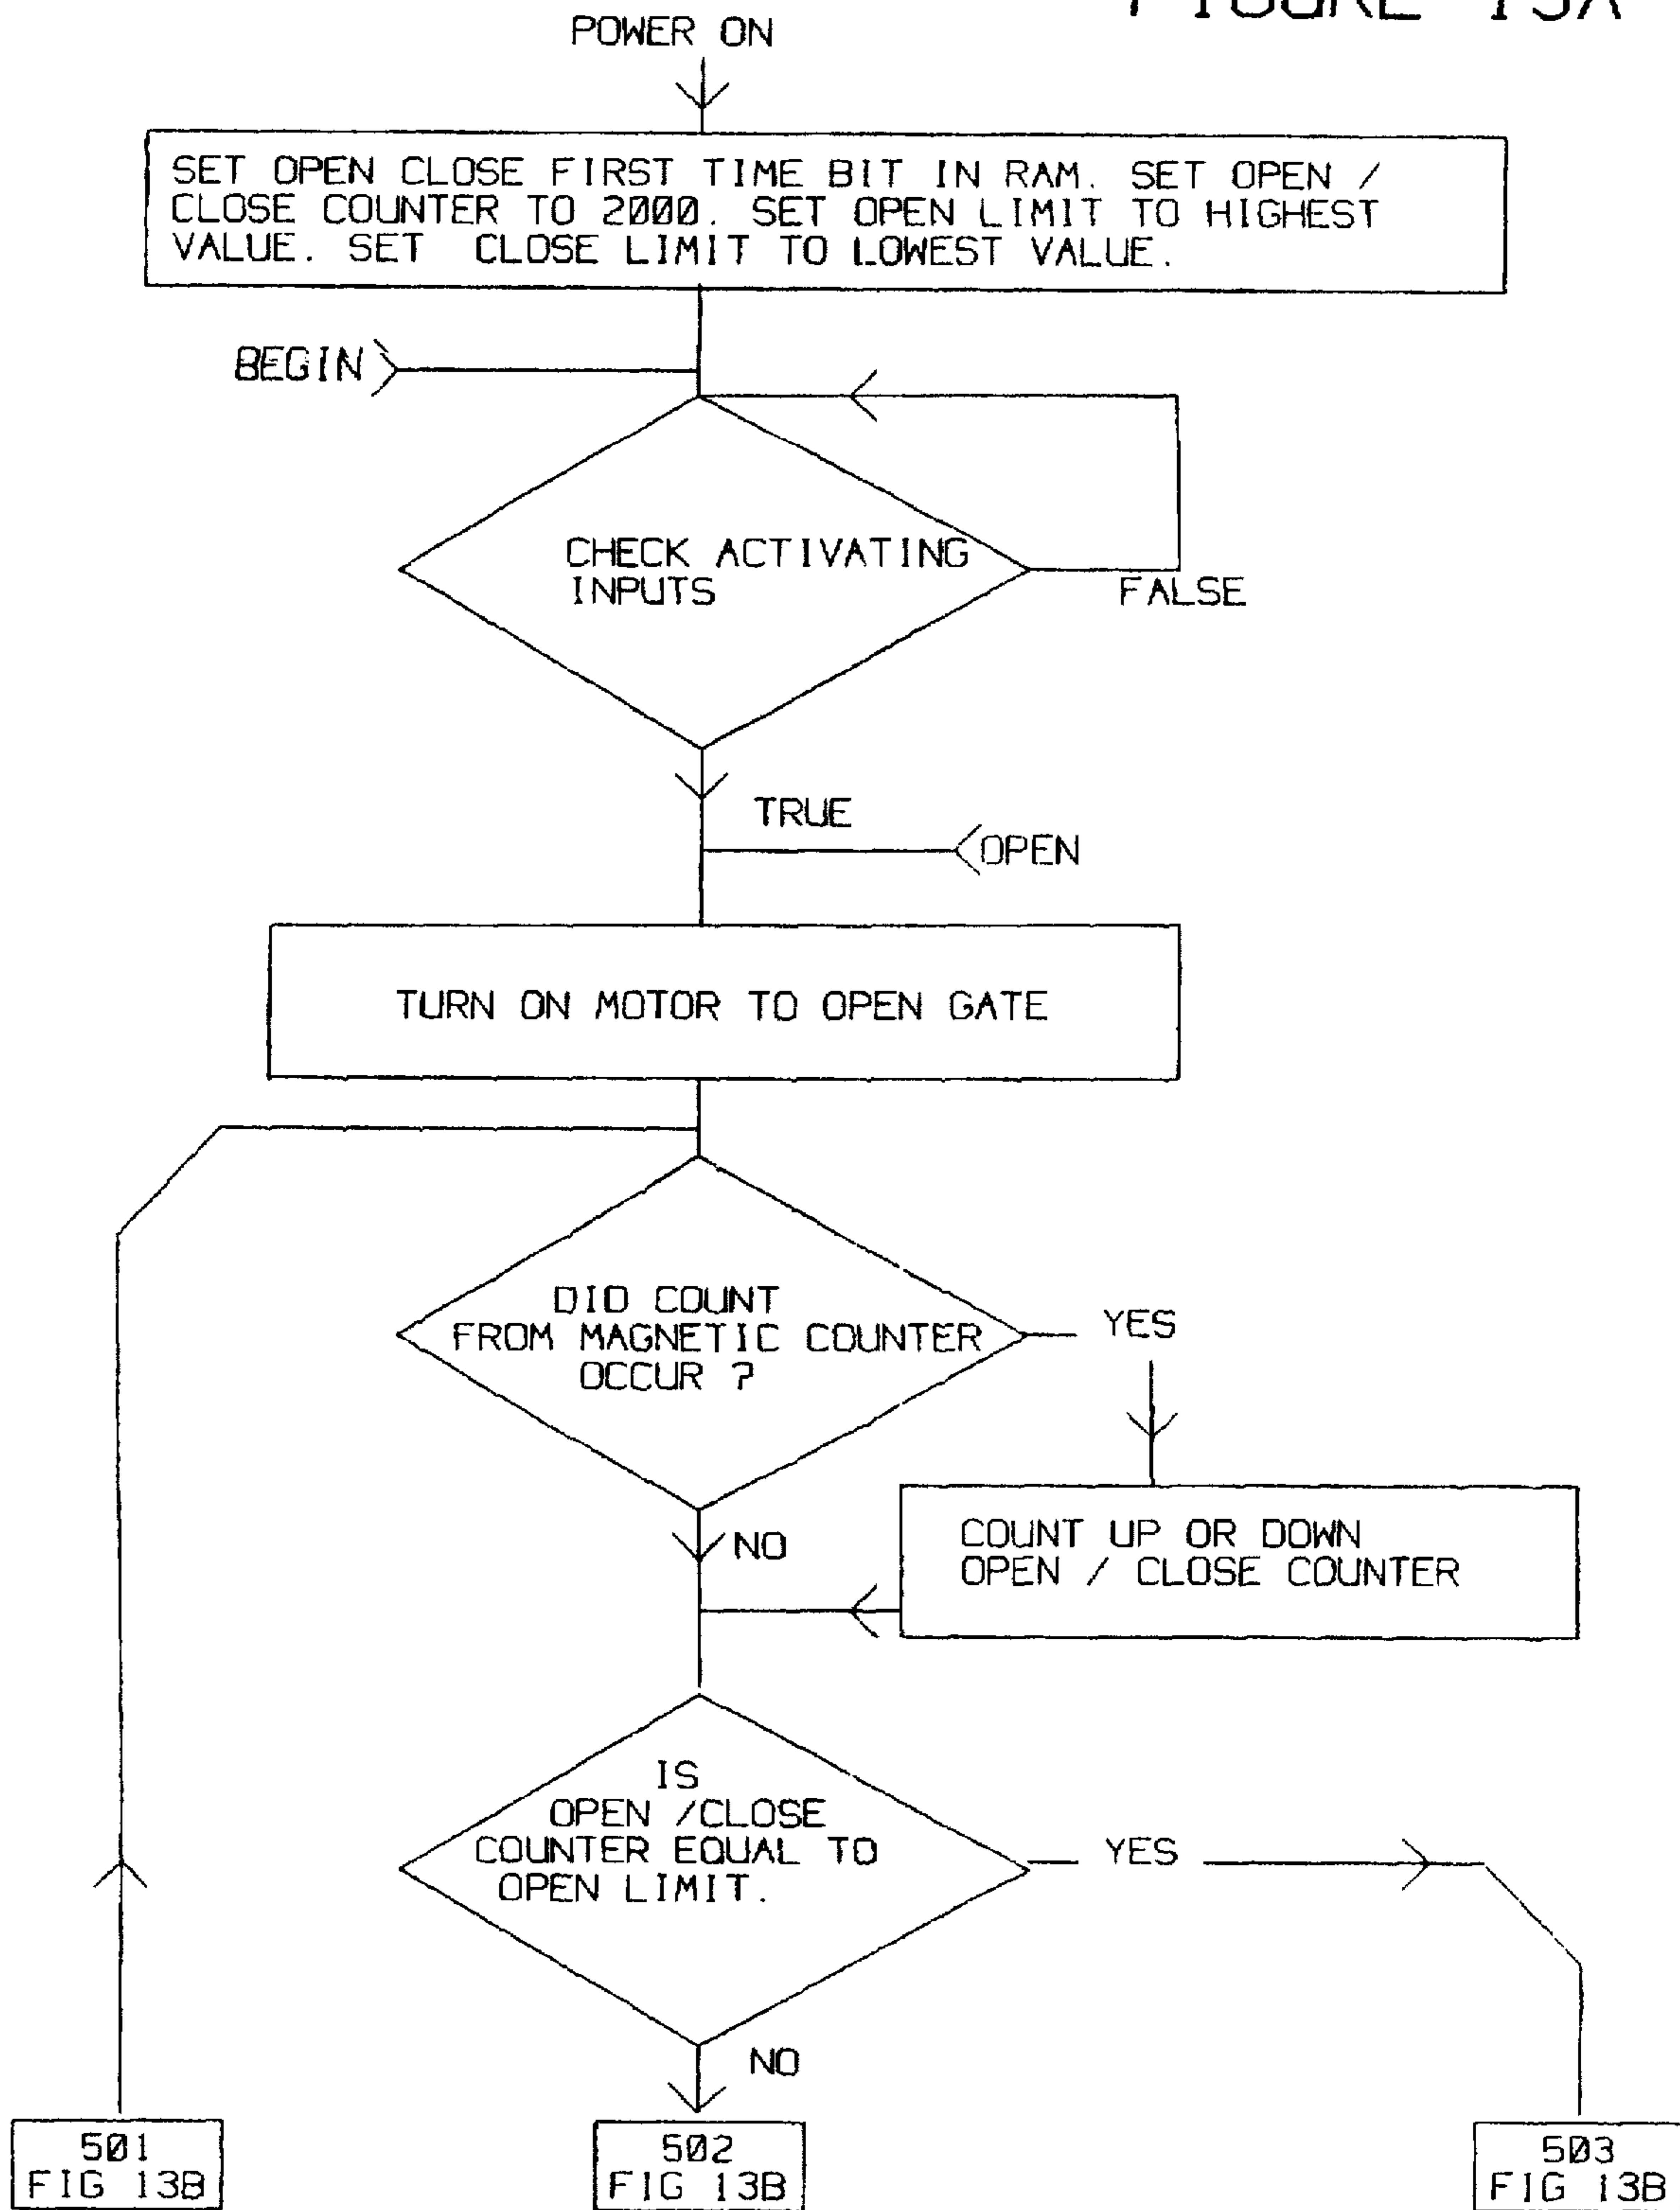 FIGURE 13A
POWER ON
SET OPEN CLOSE FIRST TIME BIT IN RAM. SET OPEN /
CLOSE COUNTER TO 2000. SET OPEN LIMIT TO HIGHEST
VALUE. SET CLOSE LIMIT TO LOWEST VALUE.
BEGIN
CHECK ACTIVATING
INPUTS
FALSE
TRUE
OPEN
TURN ON MOTOR TO OPEN GATE
DID COUNT
FROM MAGNETIC COUNTER
OCCUR ?
YES
NO
COUNT UP OR DOWN
OPEN / CLOSE COUNTER
IS
OPEN /CLOSE
COUNTER EQUAL TO
OPEN LIMIT.
YES
NO
501
FIG 13B
502
FIG 13B
503
FIG 13B